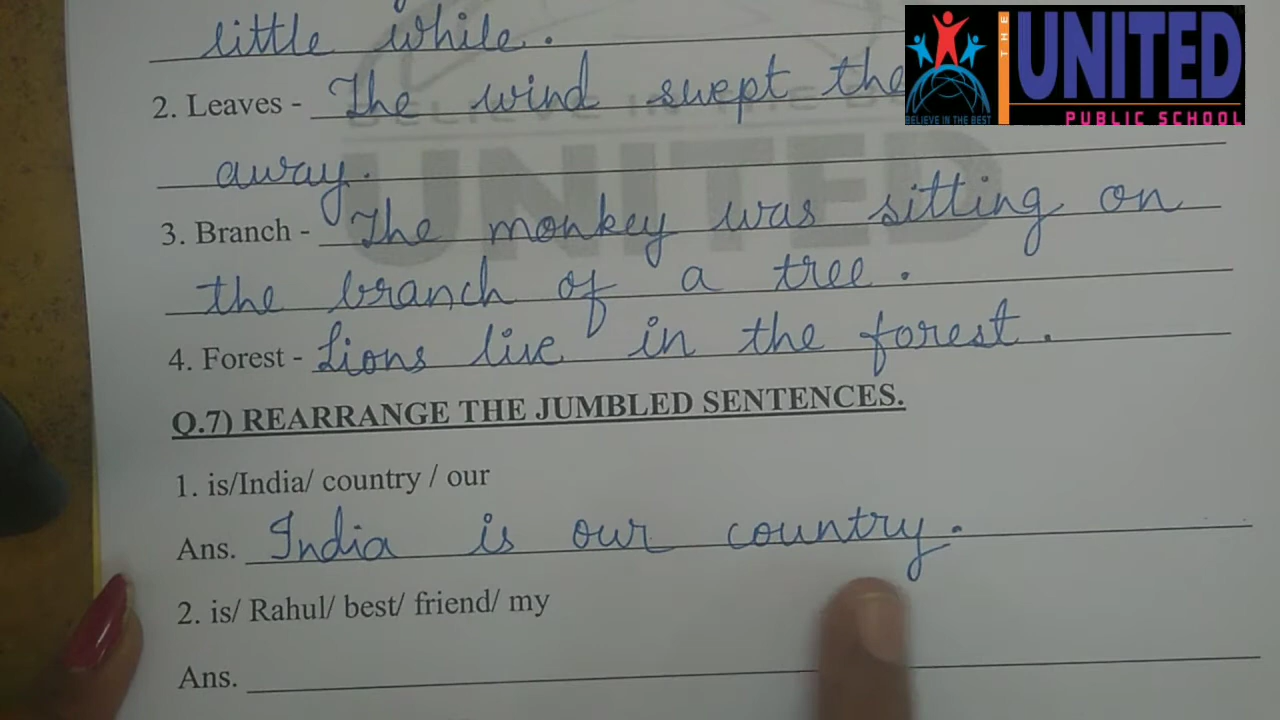 little while.
2. Leaves - The wind swept the
away.
3. Branch - The monkey was sitting on
the branch of a tree.
4. Forest - Lions live in the forest.
Q.7) REARRANGE THE JUMBLED SENTENCES.
1. is/India/ country / our
Ans. India is our country.
2. is/ Rahul/ best/ friend/ my
Ans.
THE UNITED
PUBLIC SCHOOL
BELIEVE IN THE BEST
UNITED